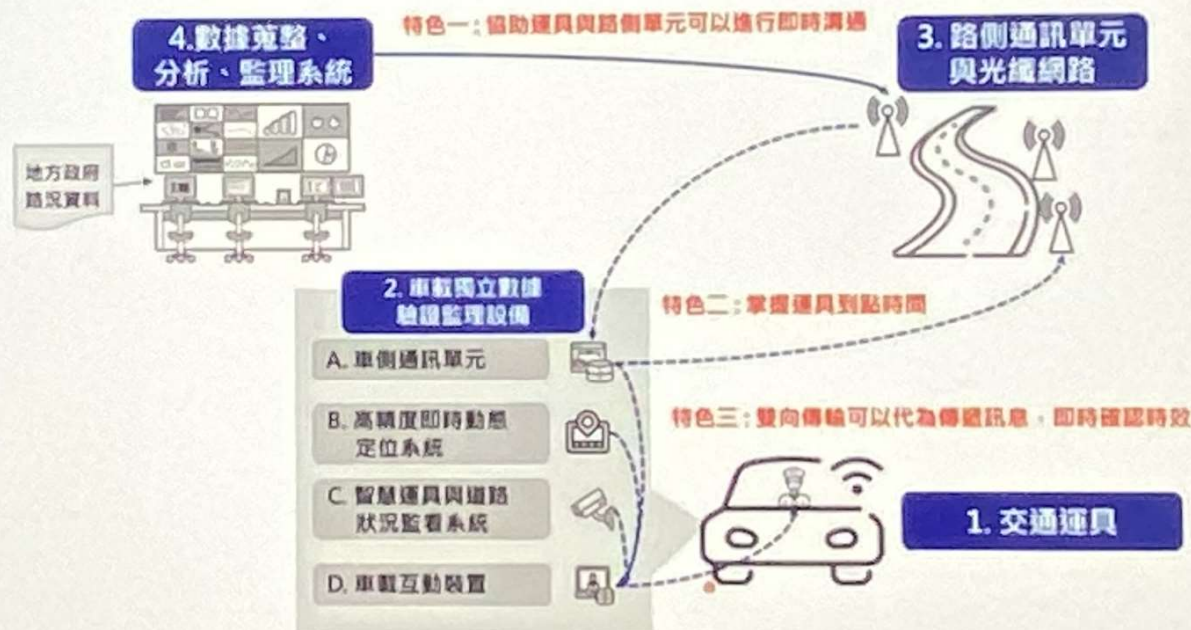 特色一：協助運具與路側單元可以進行即時溝通
4.數據蒐整、
分析、監理系統
3. 路側通訊單元
與光纖網路
地方政府
路況資料
2. 車載獨立數據
驗證監理設備
特色二：掌握運具到點時間
A. 車側通訊單元
B. 高精度即時動態
定位系統
特色三：雙向傳輸可以代為傳遞訊息，即時確認時效
C. 智慧運具與道路
狀況監看系統
1. 交通運具
D. 車載互動裝置